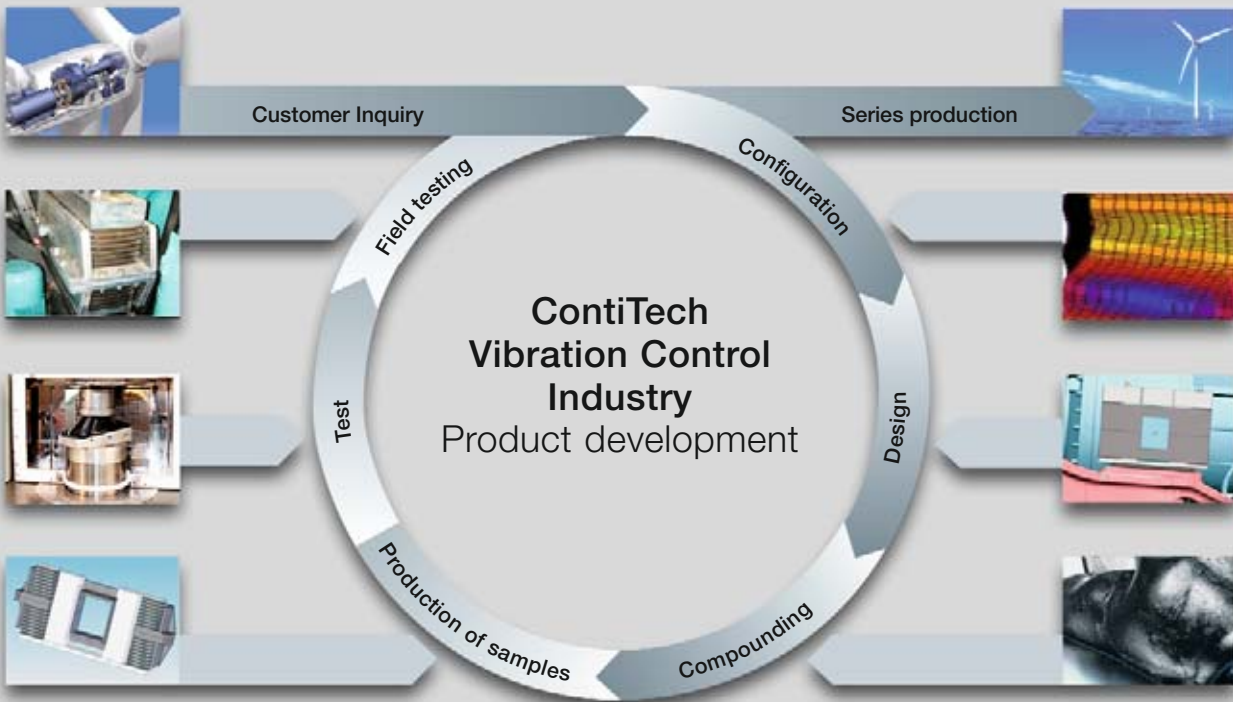 Customer Inquiry
Series production
Configuration
Design
Compounding
Production of samples
Test
Field testing
ContiTech
Vibration Control
Industry
Product development